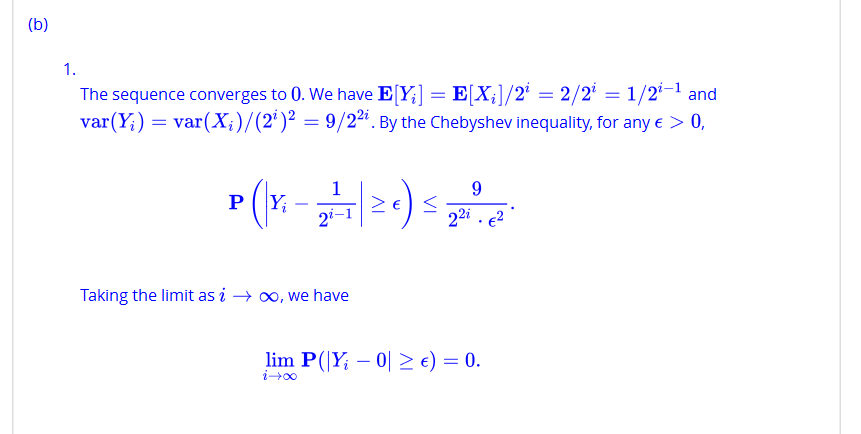 (b)
1.
The sequence converges to 0. We have E[Y_i] = E[X_i]/2^i = 2/2^i = 1/2^{i−1} and
var(Y_i) = var(X_i)/(2^i)^2 = 9/2^{2i}. By the Chebyshev inequality, for any ϵ > 0,
P(|Y_i − \frac{1}{2^{i−1}}| ≥ ϵ) ≤ \frac{9}{2^{2i} · ϵ^2}.
Taking the limit as i → ∞, we have
\lim_{i→∞} P(|Y_i − 0| ≥ ϵ) = 0.